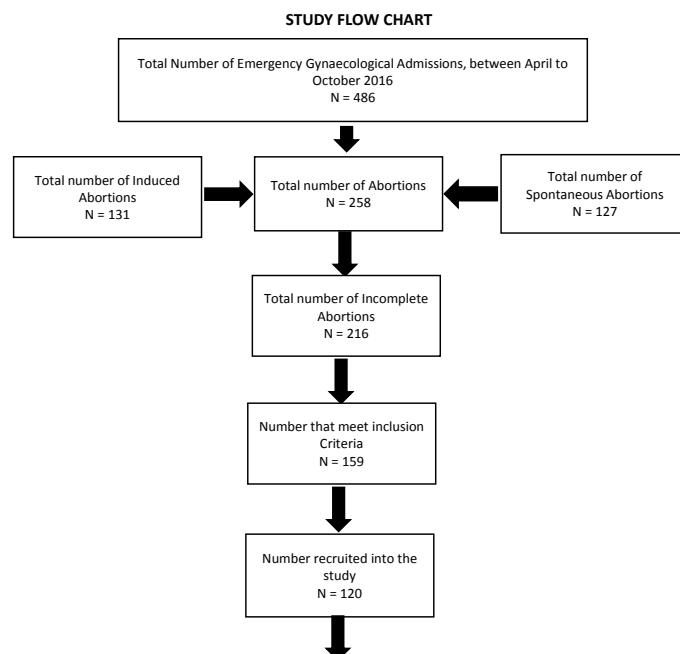 STUDY FLOW CHART
Total Number of Emergency Gynaecological Admissions, between April to
October 2016
N = 486
Total number of Induced
Abortions
N = 131
Total number of Abortions
N = 258
Total number of
Spontaneous Abortions
N = 127
Total number of Incomplete
Abortions
N = 216
Number that meet inclusion
Criteria
N = 159
Number recruited into the
study
N = 120